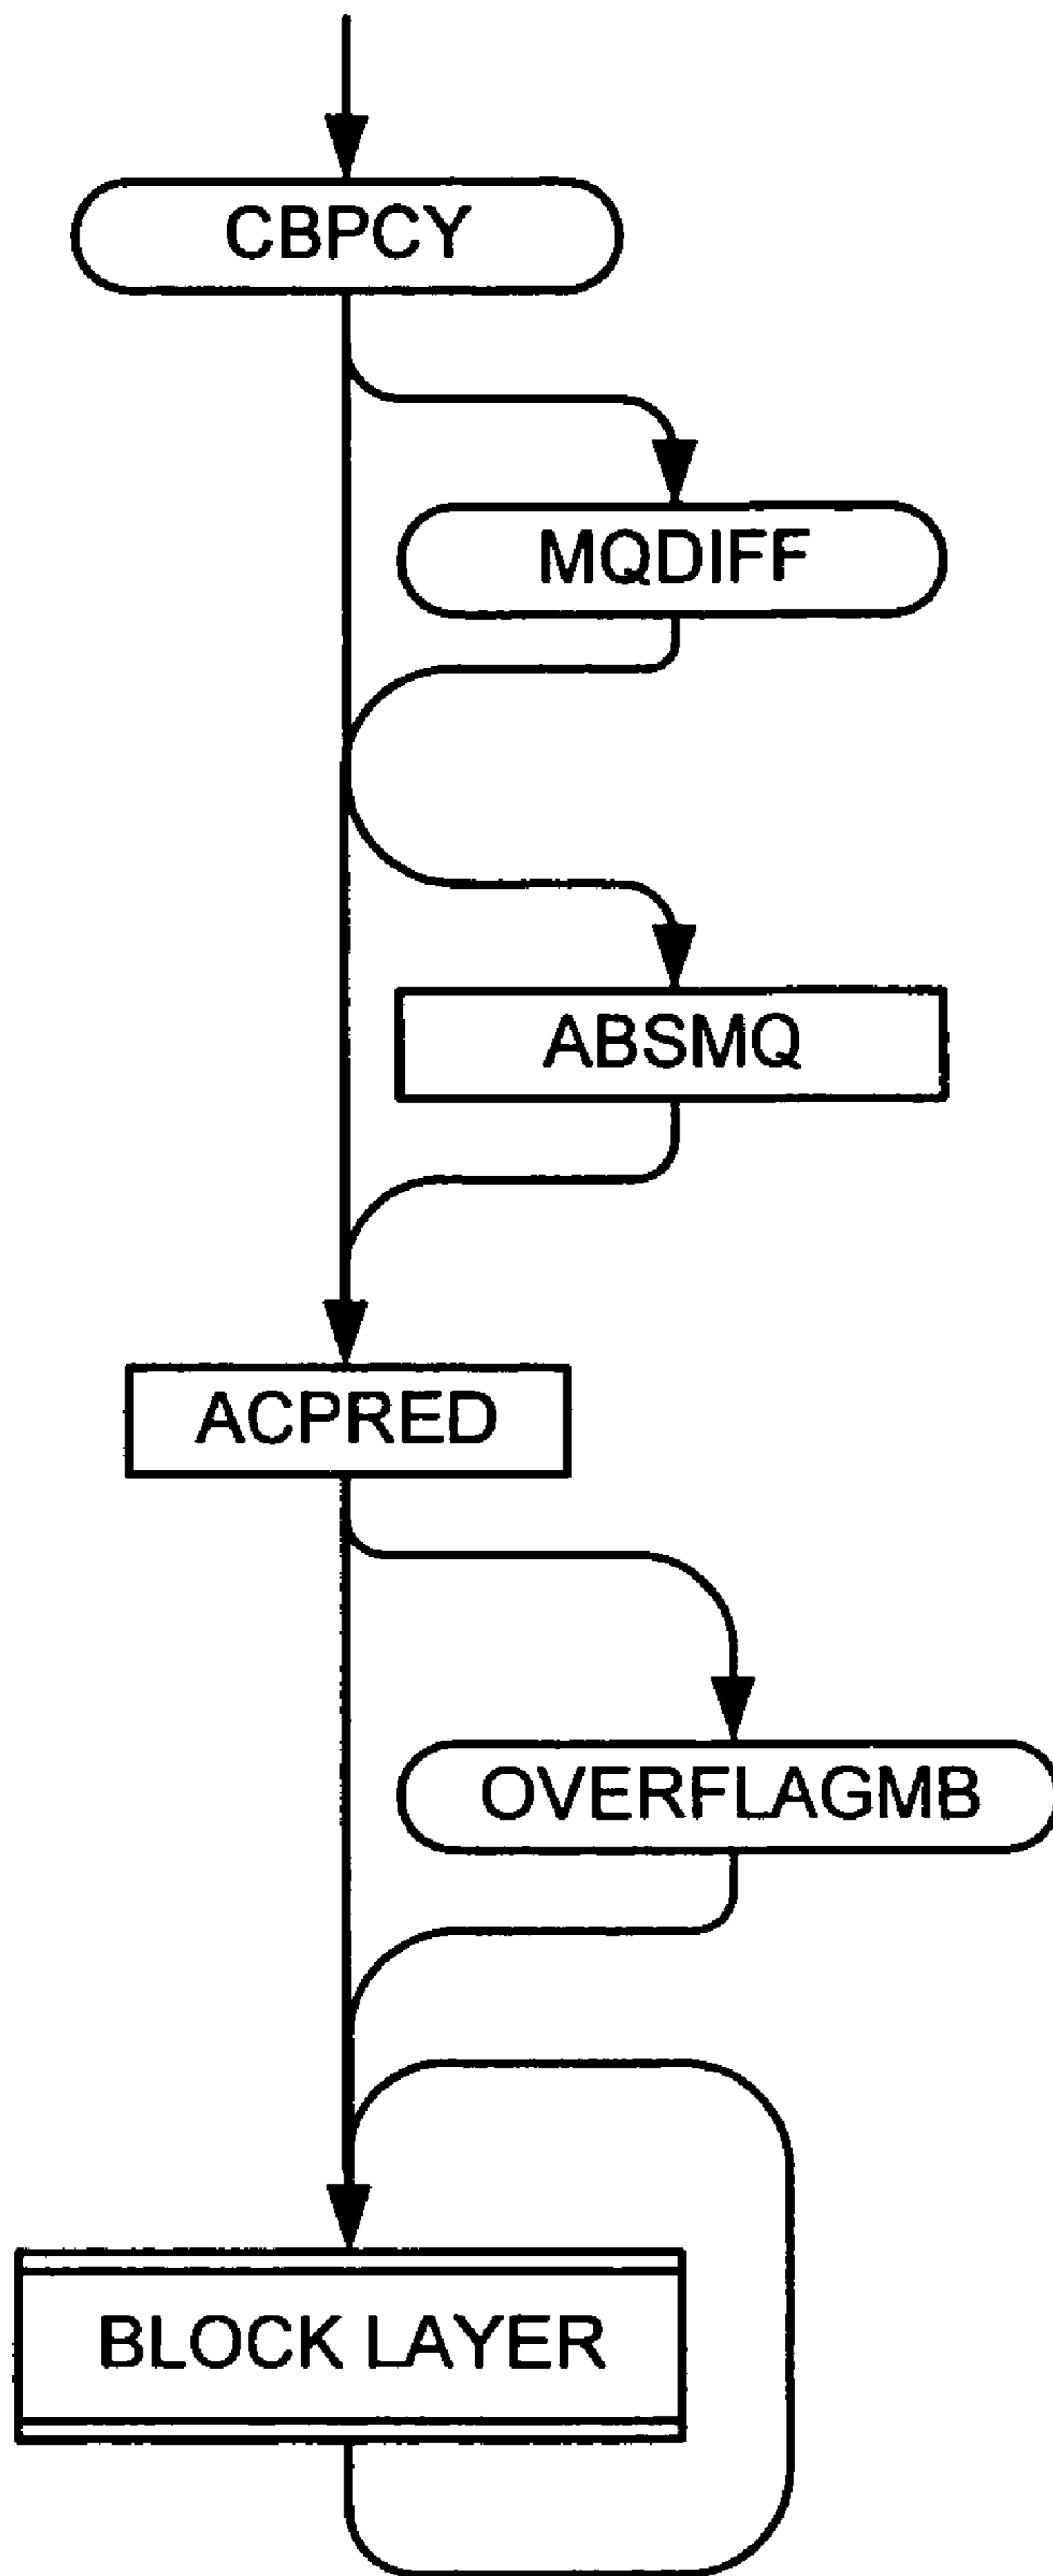 CBPCY
MQDIFF
ABSMQ
ACPRED
OVERFLAGMB
BLOCK LAYER